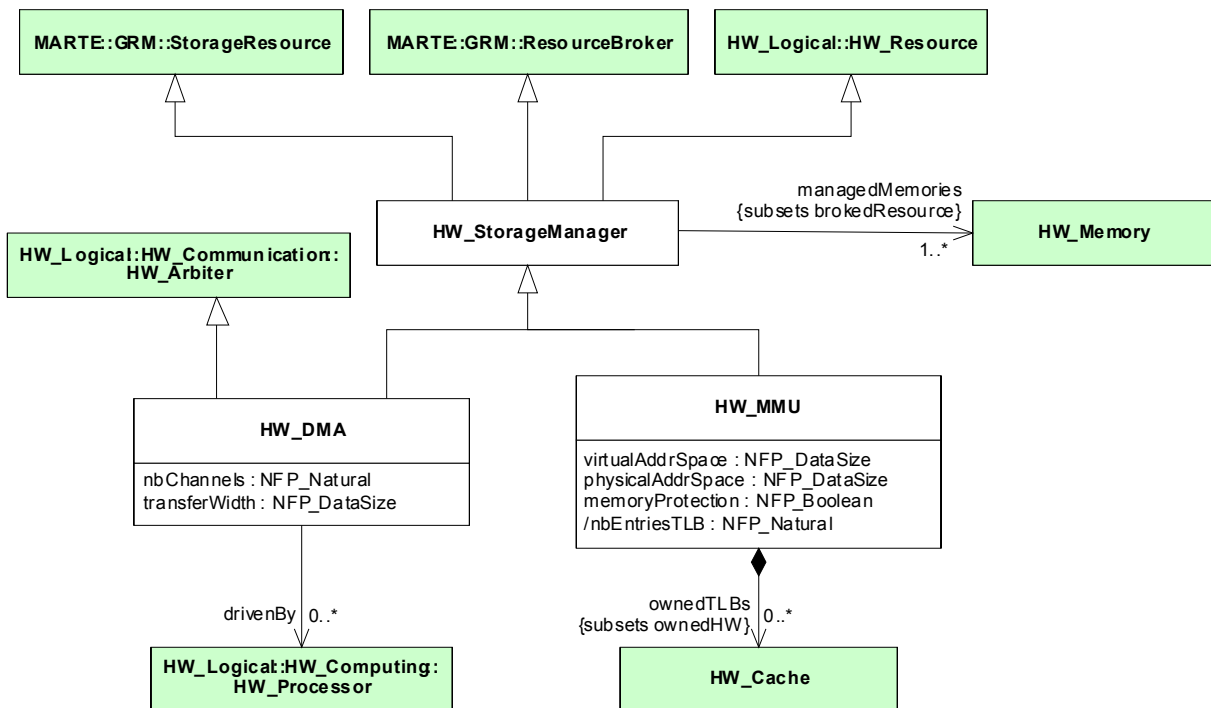 MARTE::GRM::StorageResource
MARTE::GRM::ResourceBroker
HW_Logical::HW_Resource
managedMemories
{subsets brokedResource}
1..*
HW_StorageManager
HW_Memory
HW_Logical::HW_Communication::
HW_Arbiter
HW_DMA
nbChannels : NFP_Natural
transferWidth : NFP_DataSize
HW_MMU
virtualAddrSpace : NFP_DataSize
physicalAddrSpace : NFP_DataSize
memoryProtection : NFP_Boolean
/nbEntriesTLB : NFP_Natural
drivenBy 0..*
ownedTLBs
{subsets ownedHW}
0..*
HW_Logical::HW_Computing::
HW_Processor
HW_Cache